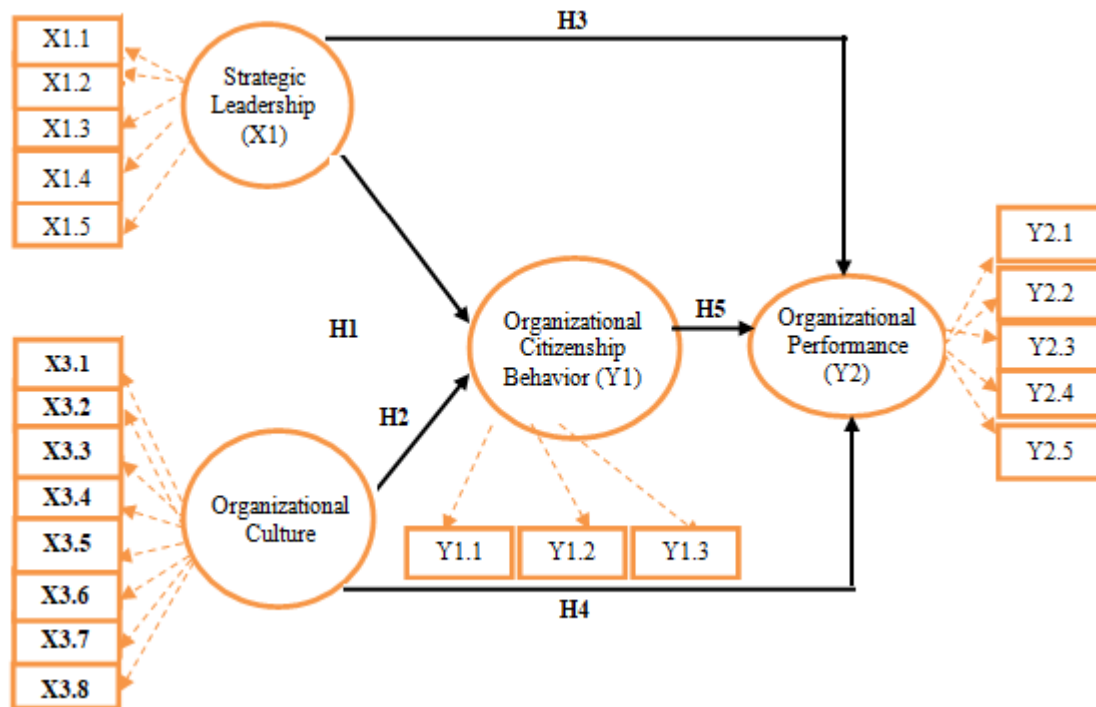 H3
X1.1
X1.2
X1.3
X1.4
X1.5
Strategic
Leadership
(X1)
Y2.1
Y2.2
Y2.3
Y2.4
Y2.5
H1
Organizational
Citizenship
Behavior (Y1)
H5
Organizational
Performance
(Y2)
X3.1
X3.2
X3.3
X3.4
X3.5
X3.6
X3.7
X3.8
H2
Organizational
Culture
Y1.1
Y1.2
Y1.3
H4